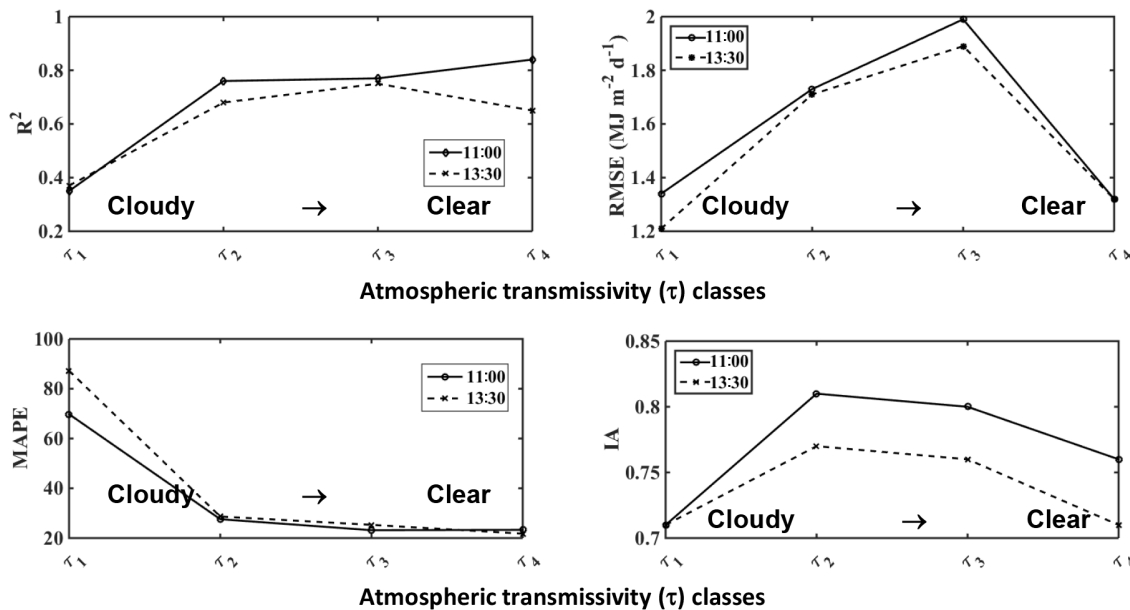 1
0.8
0.6
0.4
0.2
R²
11:00
13:30
Cloudy → Clear
τ₁ τ₂ τ₃ τ₄
2
1.8
1.6
1.4
1.2
RMSE (MJ m⁻² d⁻¹)
11:00
13:30
Cloudy → Clear
τ₁ τ₂ τ₃ τ₄
Atmospheric transmissivity (τ) classes
100
80
60
40
20
MAPE
11:00
13:30
Cloudy → Clear
τ₁ τ₂ τ₃ τ₄
0.85
0.8
0.75
0.7
IA
11:00
13:30
Cloudy → Clear
τ₁ τ₂ τ₃ τ₄
Atmospheric transmissivity (τ) classes